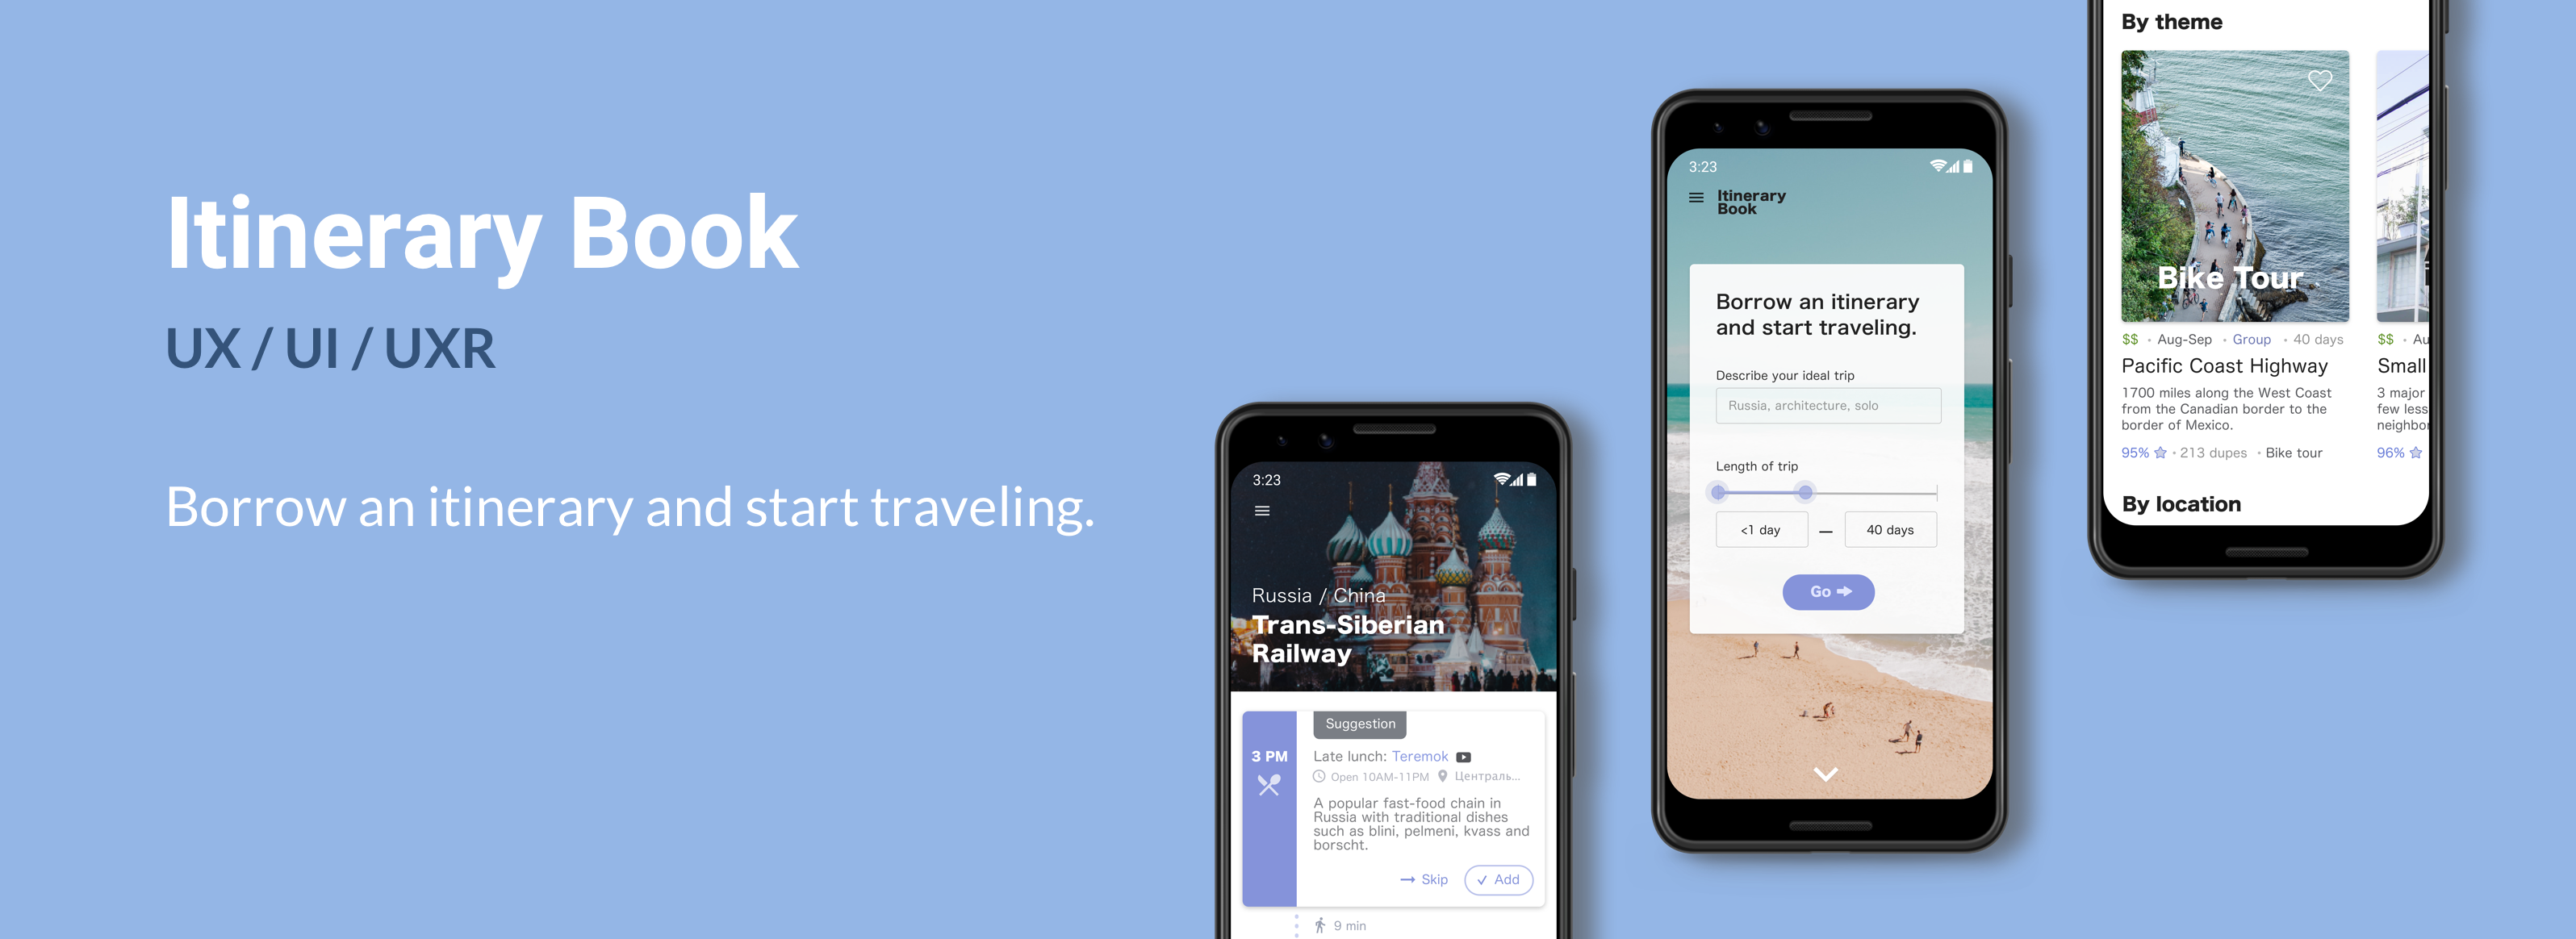 Itinerary Book
UX / UI / UXR
Borrow an itinerary and start traveling.
3:23
Russia / China
Trans-Siberian
Railway
Suggestion
3 PM
Late lunch: Teremok
Open 10AM-11PM Централь...
A popular fast-food chain in
Russia with traditional dishes
such as blini, pelmeni, kvass and
borscht.
Skip
Add
9 min
3:23
Itinerary
Book
Borrow an itinerary
and start traveling.
Describe your ideal trip
Russia, architecture, solo
Length of trip
<1 day — 40 days
Go
By theme
Bike Tour
$$ • Aug-Sep • Group • 40 days
Pacific Coast Highway
1700 miles along the West Coast
from the Canadian border to the
border of Mexico.
95% • 213 dupes • Bike tour
$$ • Au
Small
3 major
few less
neighbor
96%
By location